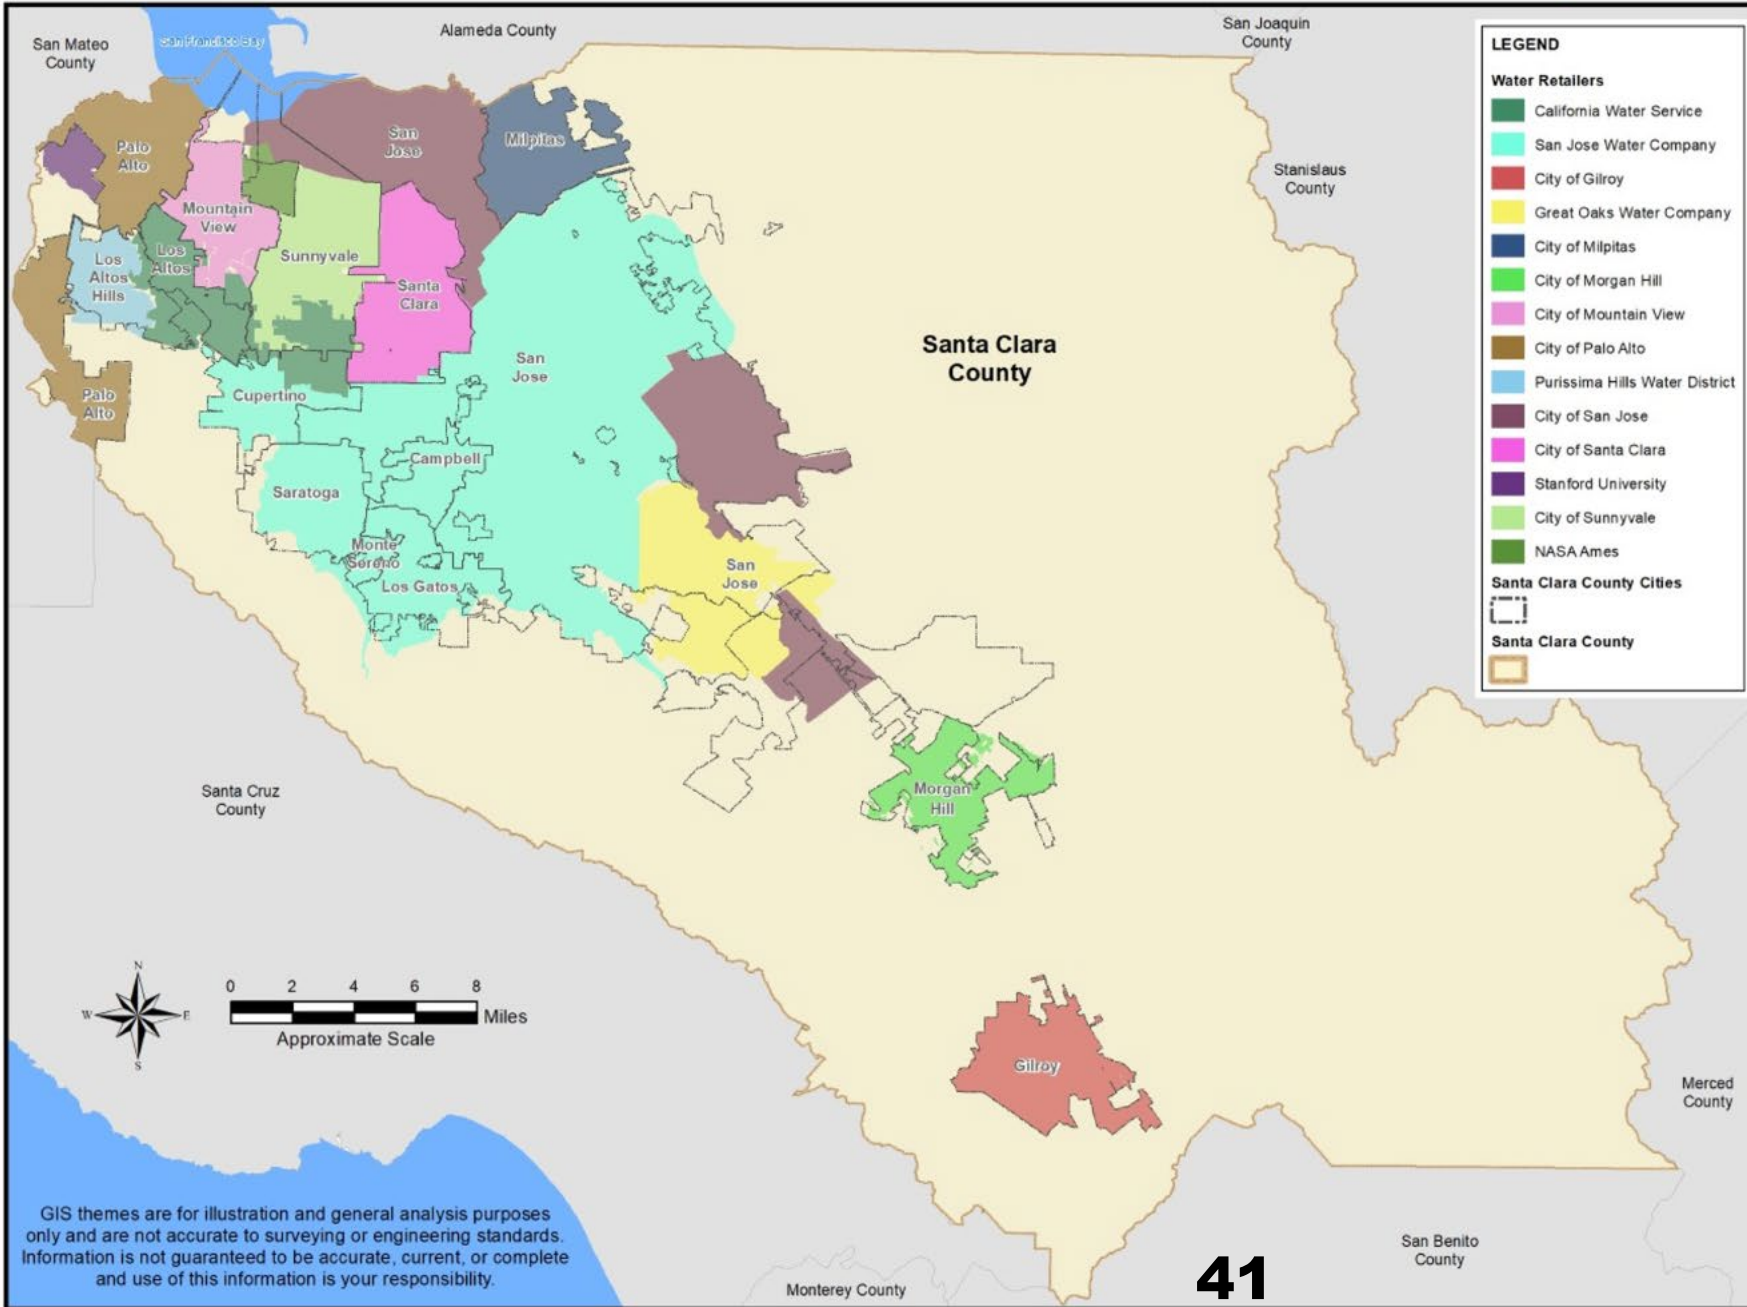 San Mateo
County
San Francisco Bay
Alameda County
San Joaquin
County
Stanislaus
County
Palo
Alto
San
Jose
Milpitas
Mountain
View
Los
Altos
Los
Altos
Hills
Sunnyvale
Santa
Clara
San
Jose
Santa Clara
County
Palo
Alto
Cupertino
Campbell
Saratoga
Monte
Sereno
Los Gatos
San
Jose
Morgan
Hill
Santa Cruz
County
Gilroy
Merced
County
San Benito
County
Monterey County
N
W
E
S
0 2 4 6 8
Miles
Approximate Scale
GIS themes are for illustration and general analysis purposes
only and are not accurate to surveying or engineering standards.
Information is not guaranteed to be accurate, current, or complete
and use of this information is your responsibility.
41
LEGEND
Water Retailers
California Water Service
San Jose Water Company
City of Gilroy
Great Oaks Water Company
City of Milpitas
City of Morgan Hill
City of Mountain View
City of Palo Alto
Purissima Hills Water District
City of San Jose
City of Santa Clara
Stanford University
City of Sunnyvale
NASA Ames
Santa Clara County Cities
Santa Clara County